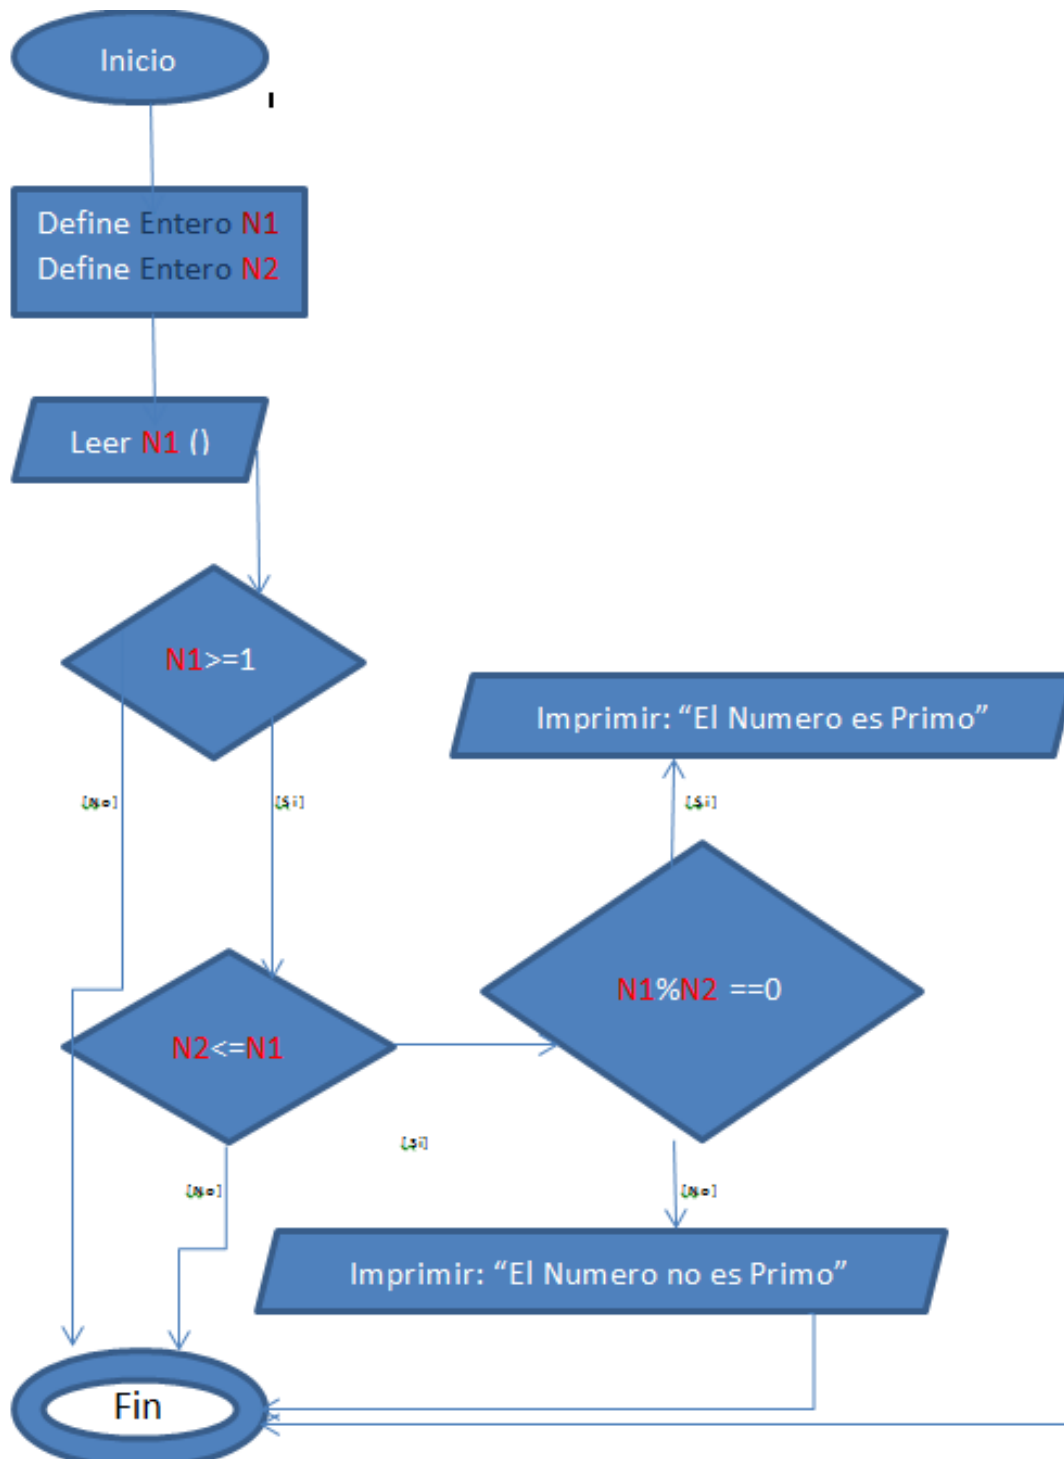 Inicio
Define Entero N1
Define Entero N2
Leer N1 ()
N1>=1
Imprimir: “El Numero es Primo”
[No]
[Si]
[Si]
N1%N2 ==0
N2<=N1
[Si]
[No]
[No]
Imprimir: “El Numero no es Primo”
Fin